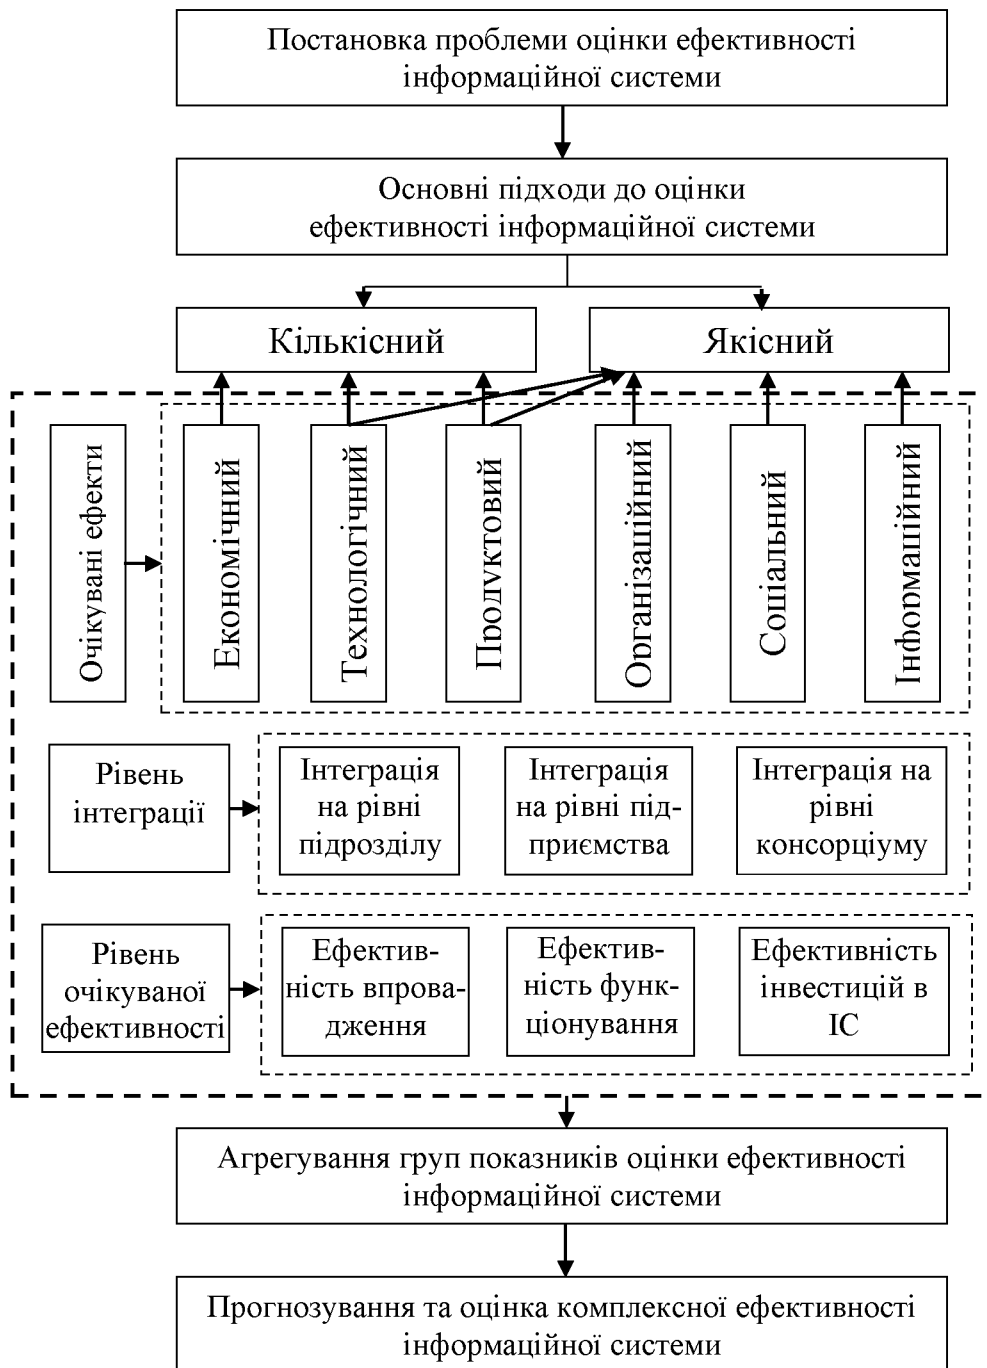 Постановка проблеми оцінки ефективності
інформаційної системи
Основні підходи до оцінки
ефективності інформаційної системи
Кількісний
Якісний
Очікувані ефекти
Економічний
Технологічний
Продуктовий
Організаційний
Соціальний
Інформаційний
Рівень
інтеграції
Інтеграція
на рівні
підрозділу
Інтеграція
на рівні під-
приємства
Інтеграція на
рівні
консорціуму
Рівень
очікуваної
ефективності
Ефектив-
ність впрова-
дження
Ефектив-
ність функ-
ціонування
Ефективність
інвестицій в
ІС
Агрегування груп показників оцінки ефективності
інформаційної системи
Прогнозування та оцінка комплексної ефективності
інформаційної системи